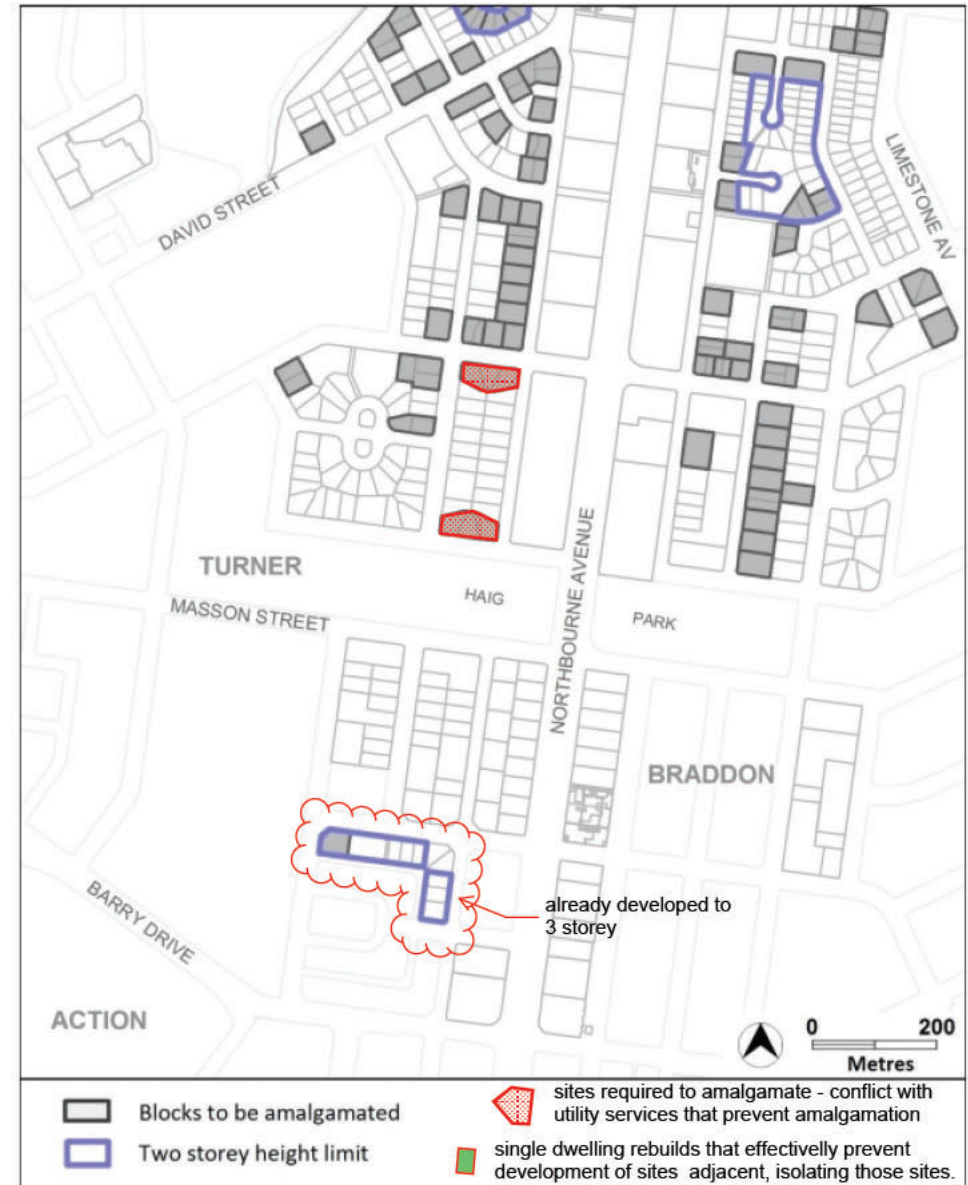 DAVID STREET
LIMESTONE AV
TURNER
MASSON STREET
HAIG
PARK
NORTHBOURNE AVENUE
BRADDON
already developed to
3 storey
BARRY DRIVE
ACTION
0 200
Metres
Blocks to be amalgamated
Two storey height limit
sites required to amalgamate - conflict with
utility services that prevent amalgamation
single dwelling rebuilds that effectivelly prevent
development of sites adjacent, isolating those sites.